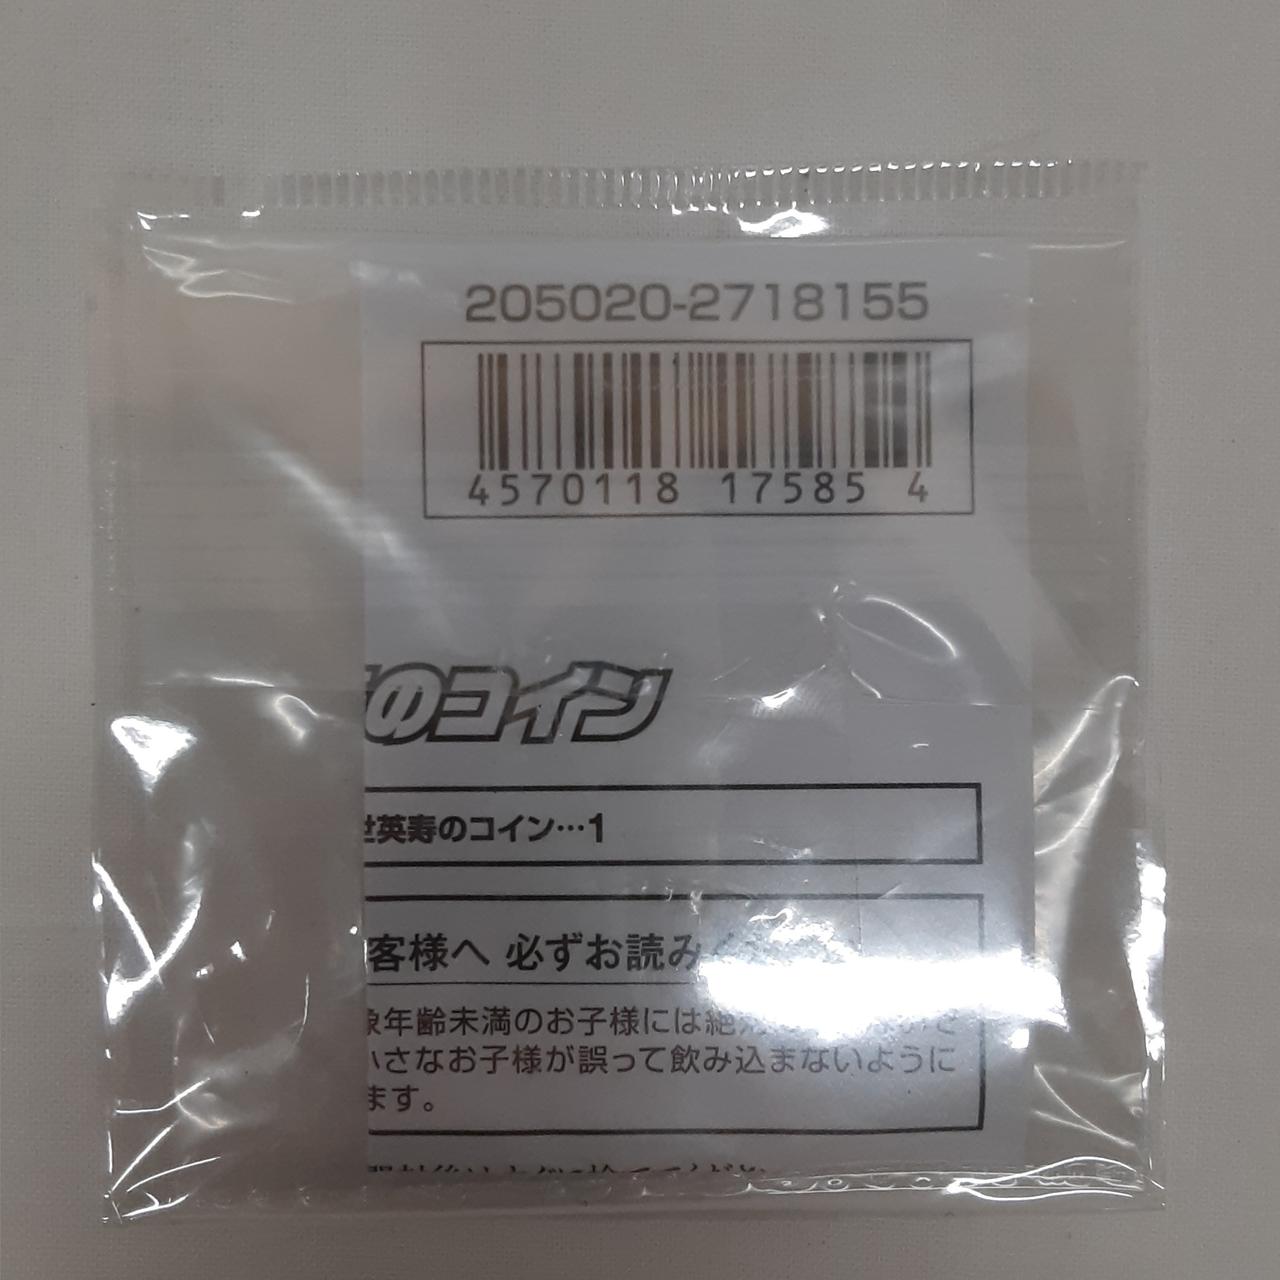 205020-2718155
4570118 17585 4
のコイン
英寿のコイン…1
客様へ 必ずお読み
年齢未満のお子様には絶
さなお子様が誤って飲み込まないように
ます。